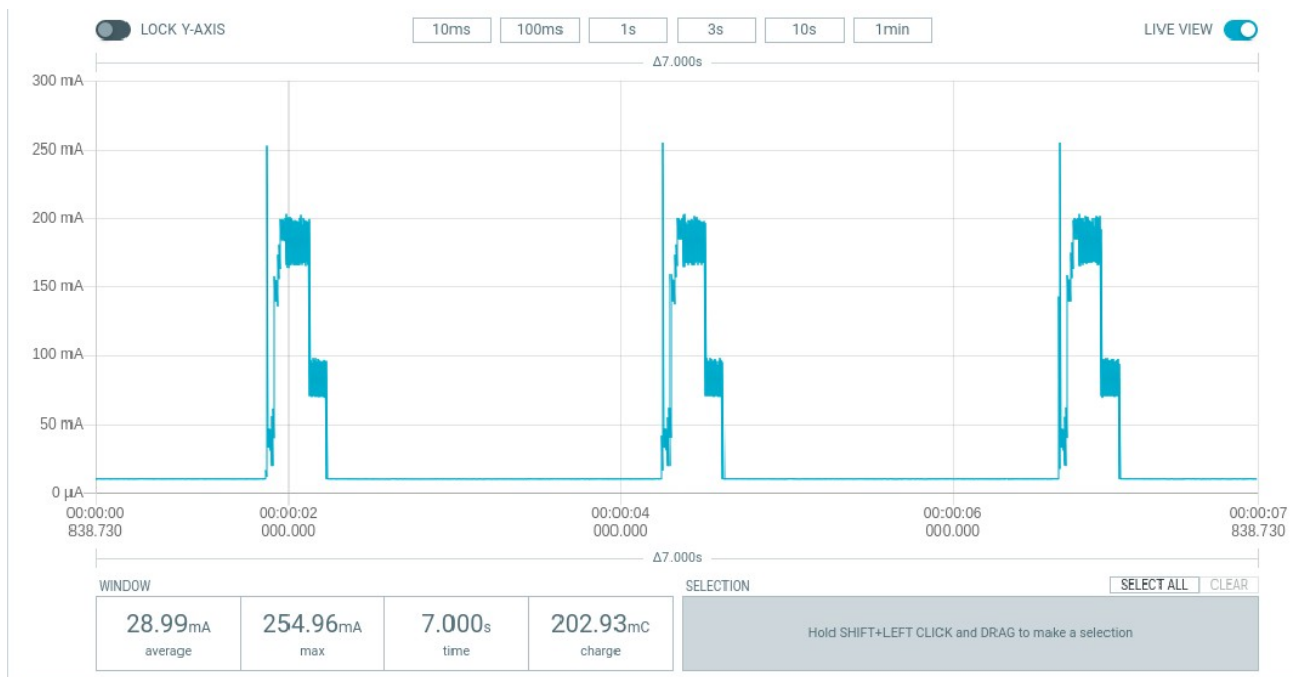 LOCK Y-AXIS 10ms 100ms 1s 3s 10s 1min LIVE VIEW
Δ7.000s
300 mA
250 mA
200 mA
150 mA
100 mA
50 mA
0 µA
00:00:00 00:00:02 00:00:04 00:00:06 00:00:07
838.730 000.000 000.000 000.000 838.730
Δ7.000s
WINDOW SELECTION SELECT ALL CLEAR
28.99mA 254.96mA 7.000s 202.93mC
average max time charge
Hold SHIFT+LEFT CLICK and DRAG to make a selection